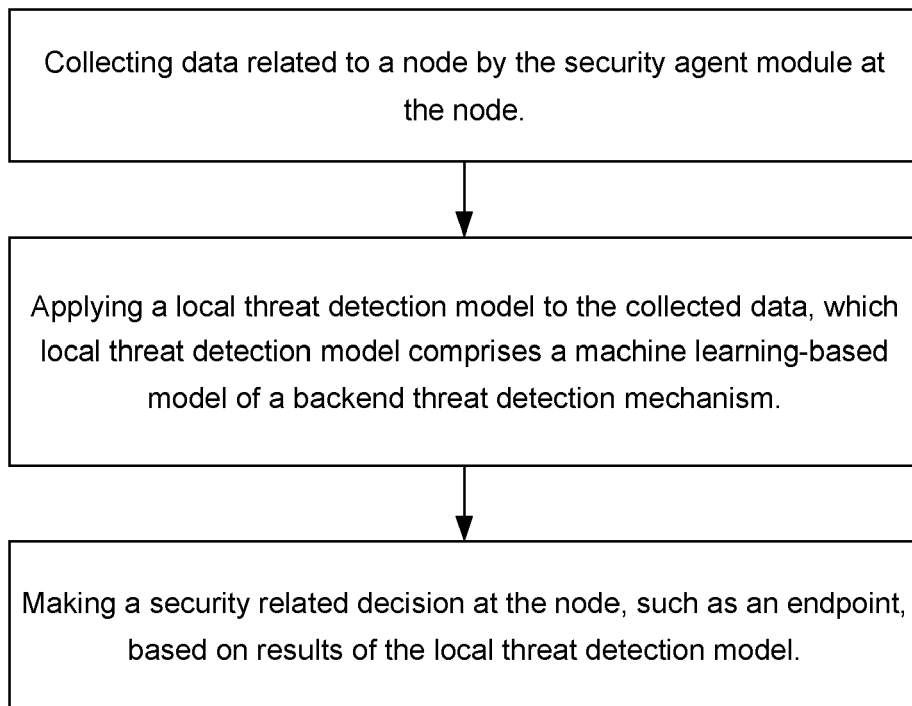 Collecting data related to a node by the security agent module at
the node.
Applying a local threat detection model to the collected data, which
local threat detection model comprises a machine learning-based
model of a backend threat detection mechanism.
Making a security related decision at the node, such as an endpoint,
based on results of the local threat detection model.